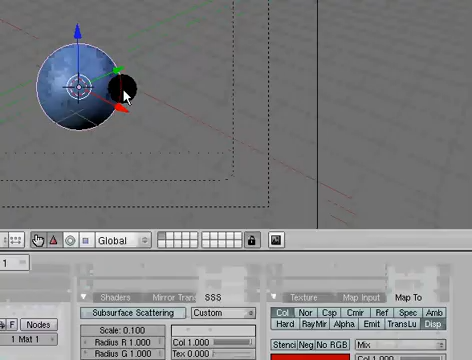 Global
1
F Nodes
1 Mat 1
Shaders Mirror Tran SSS
Subsurface Scattering Custom
Scale: 0.100
Radius R 1.000 Col 1.000
Radius G 1.000 Tex 0.000
Texture Map Input Map To
Col Nor Csp Cmir Ref Spec Amb
Hard RayMir Alpha Emit TransLu Disp
Stenci Neg No RGB Mix
Col 1.000